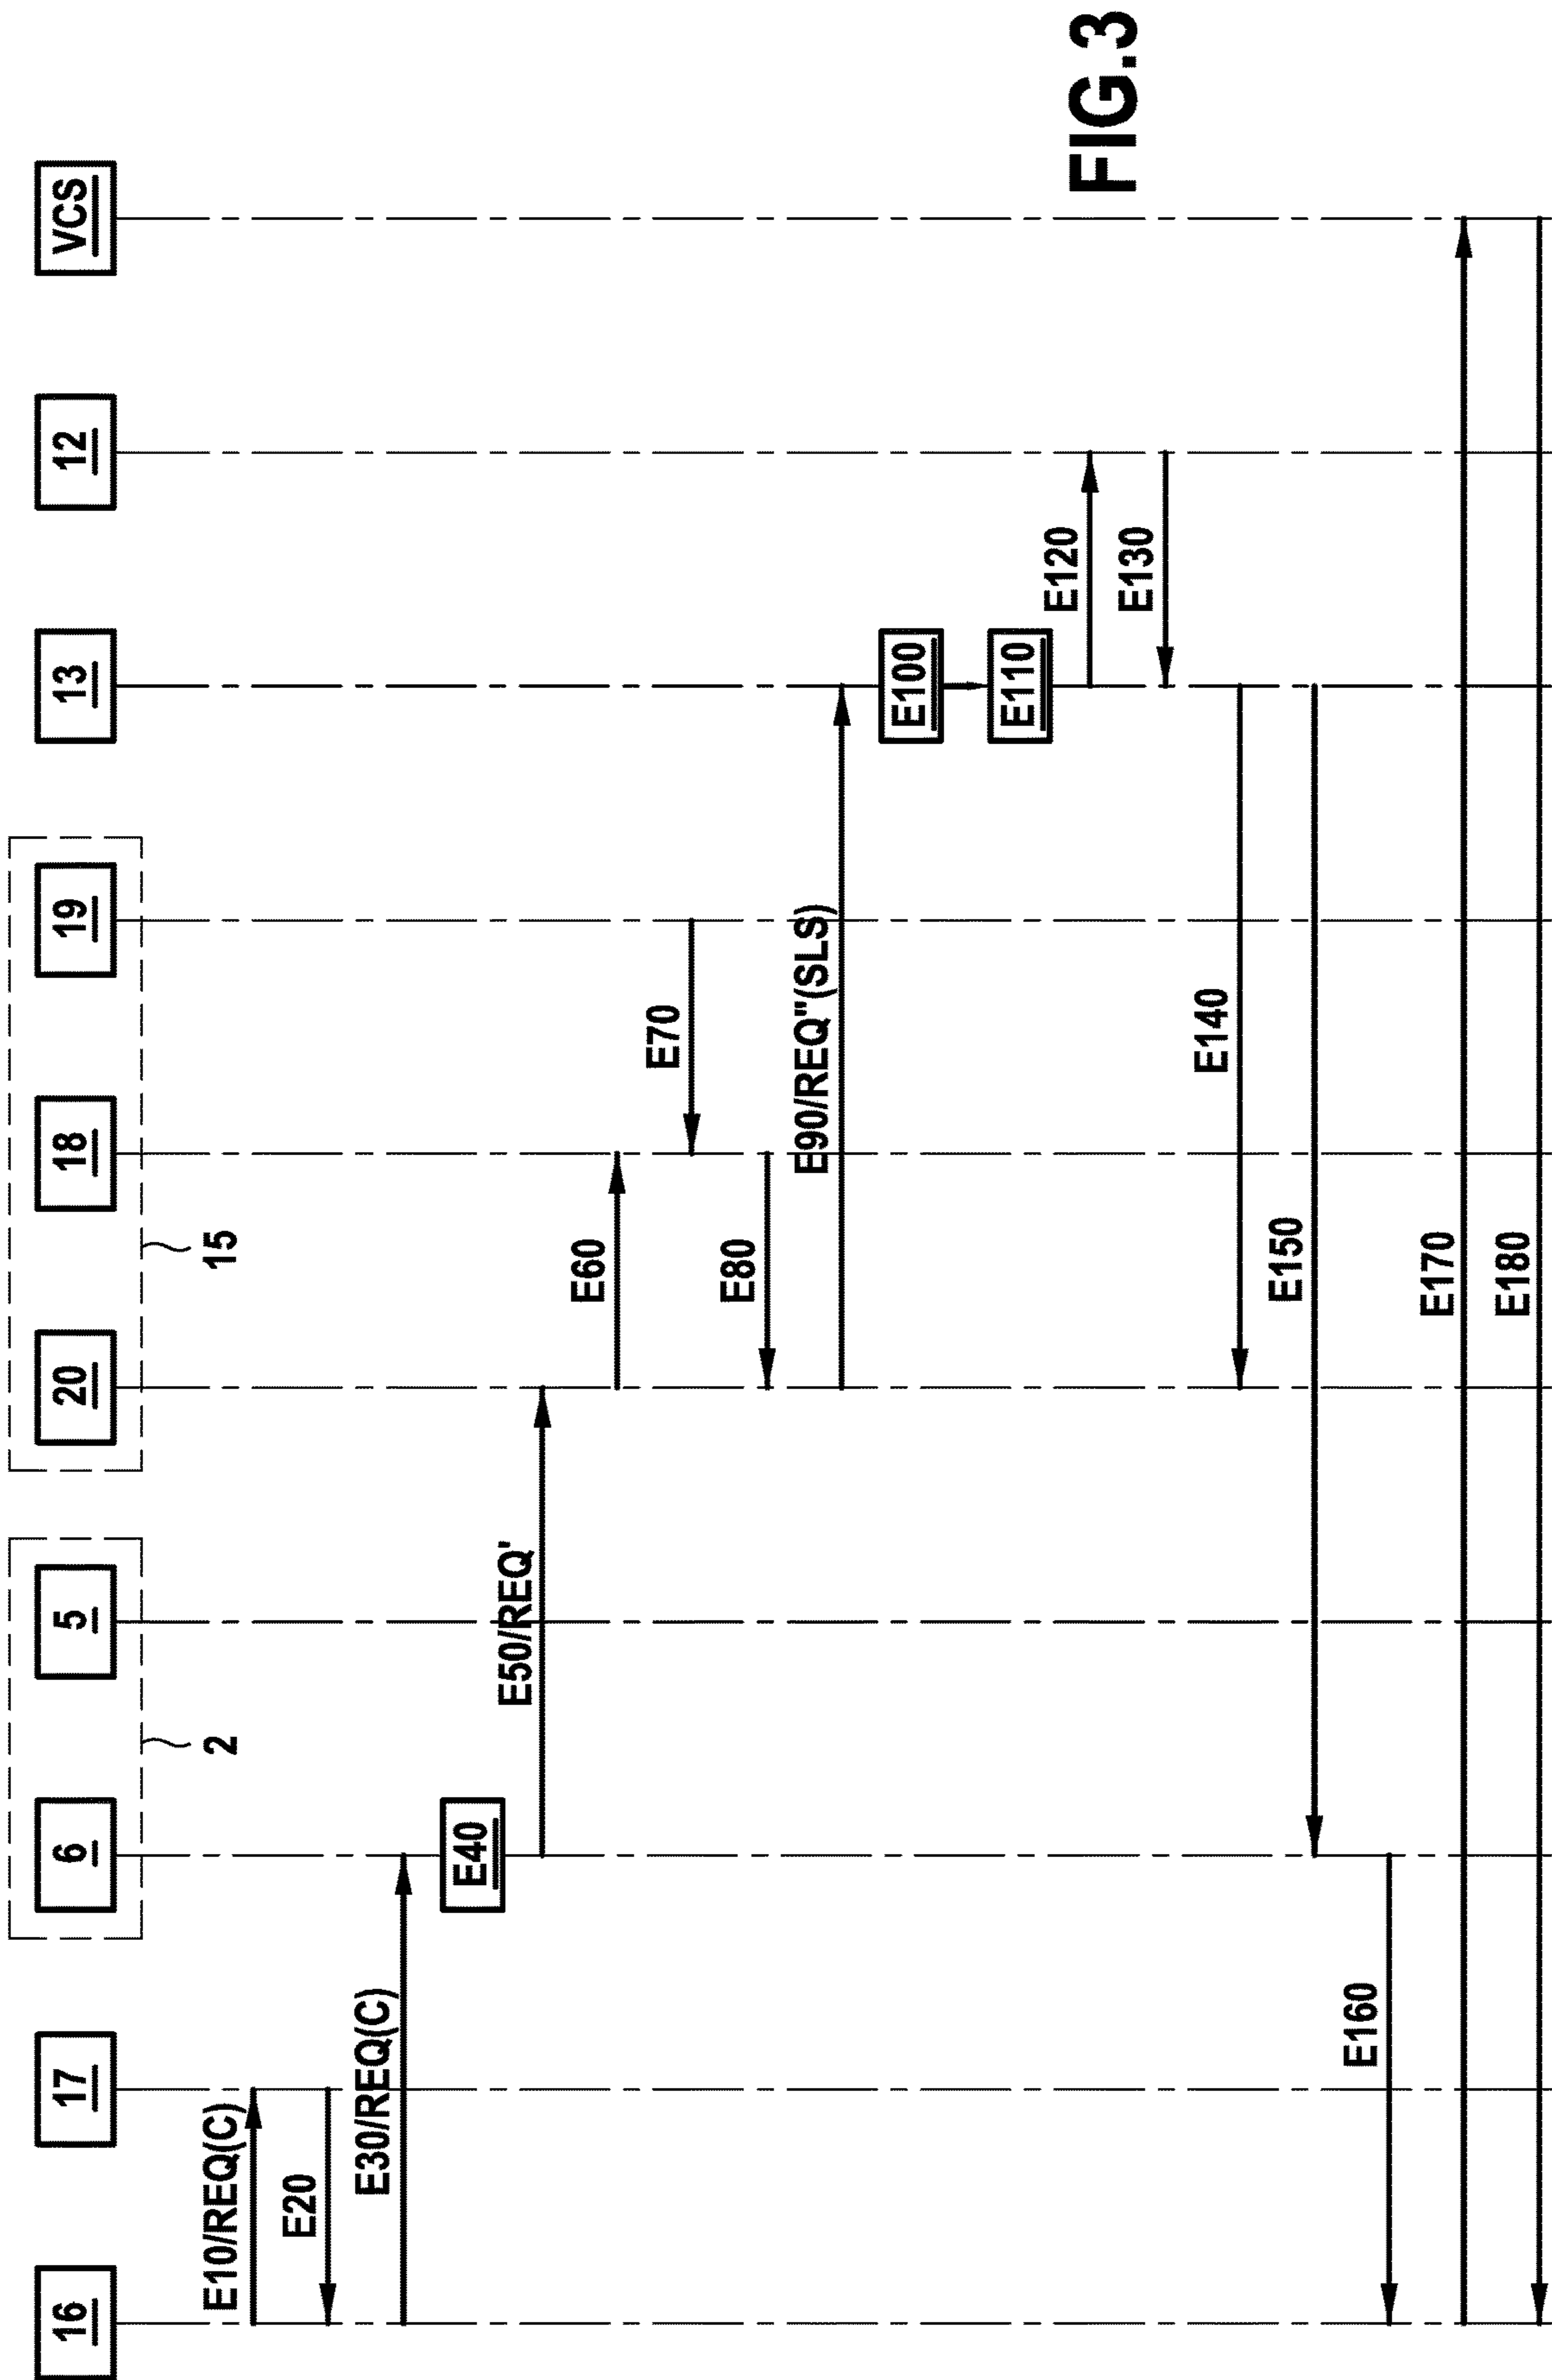 16
17
6
5
20
18
19
13
12
VCS
2
15
E10/REQ(C)
E20
E30/REQ(C)
E40
E50/REQ'
E60
E70
E80
E90/REQ"(SLS)
E100
E110
E120
E130
E140
E150
E160
E170
E180
FIG.3